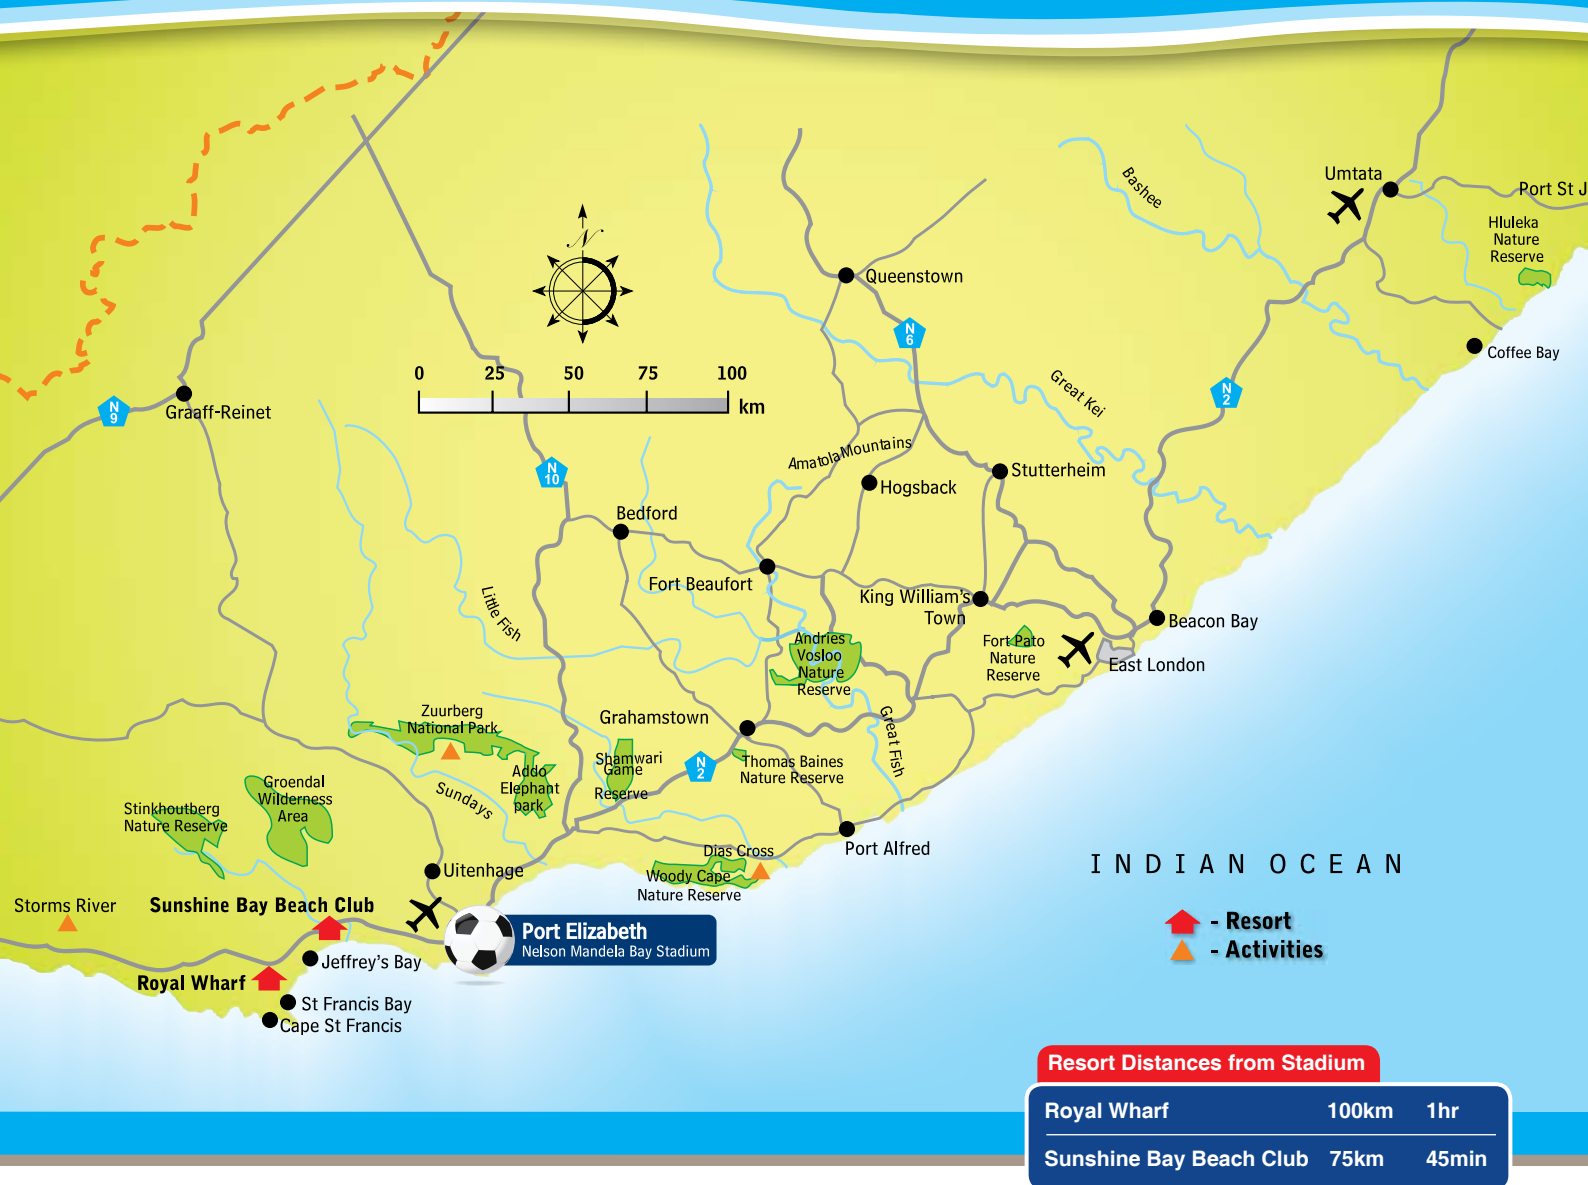 Umtata
Port St J
Bashee
Hluleka
Nature
Reserve
N
Queenstown
N
6
Coffee Bay
0 25 50 75 100
km
Great Kei
N
2
N
9
Graaff-Reinet
Amatola Mountains
Stutterheim
N
10
Hogsback
Bedford
Fort Beaufort
King William's
Town
Little Fish
Beacon Bay
Andries
Vosloo
Nature
Reserve
Fort Pato
Nature
Reserve
East London
Zuurberg
National Park
Grahamstown
Great Fish
Shamwari
Game
Reserve
N
2
Thomas Baines
Nature Reserve
Addo
Elephant
park
Groendal
Wilderness
Area
Sundays
Stinkhoutberg
Nature Reserve
Port Alfred
Dias Cross
Woody Cape
Nature Reserve
Uitenhage
INDIAN OCEAN
Storms River
Sunshine Bay Beach Club
- Resort
Port Elizabeth
Nelson Mandela Bay Stadium
- Activities
Jeffrey's Bay
Royal Wharf
St Francis Bay
Cape St Francis
Resort Distances from Stadium
Royal Wharf 100km 1hr
Sunshine Bay Beach Club 75km 45min